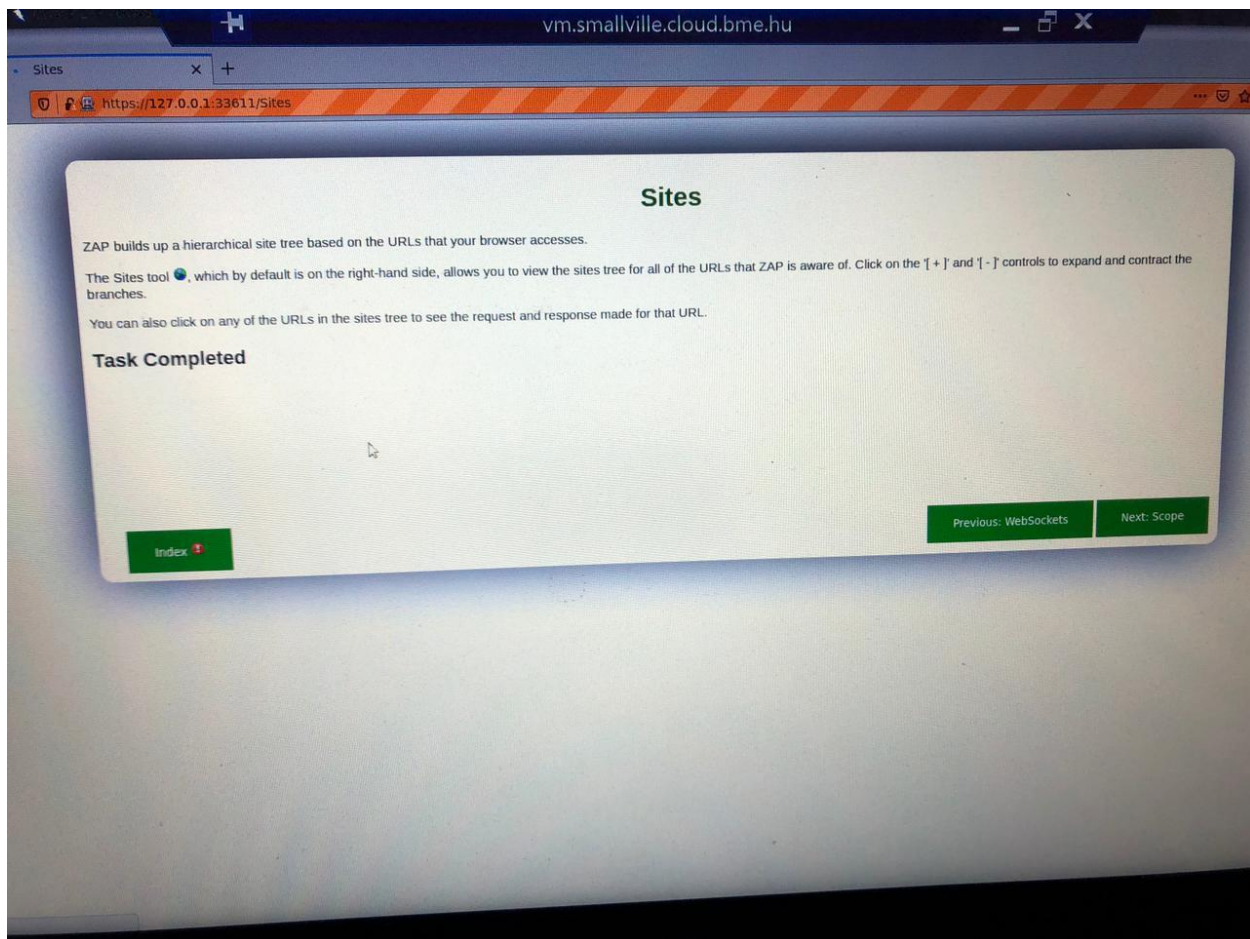 vm.smallville.cloud.bme.hu
Sites
https://127.0.0.1:33611/Sites
Sites
ZAP builds up a hierarchical site tree based on the URLs that your browser accesses.
The Sites tool , which by default is on the right-hand side, allows you to view the sites tree for all of the URLs that ZAP is aware of. Click on the '[ + ]' and '[ - ]' controls to expand and contract the
branches.
You can also click on any of the URLs in the sites tree to see the request and response made for that URL.
Task Completed
Previous: WebSockets
Next: Scope
Index